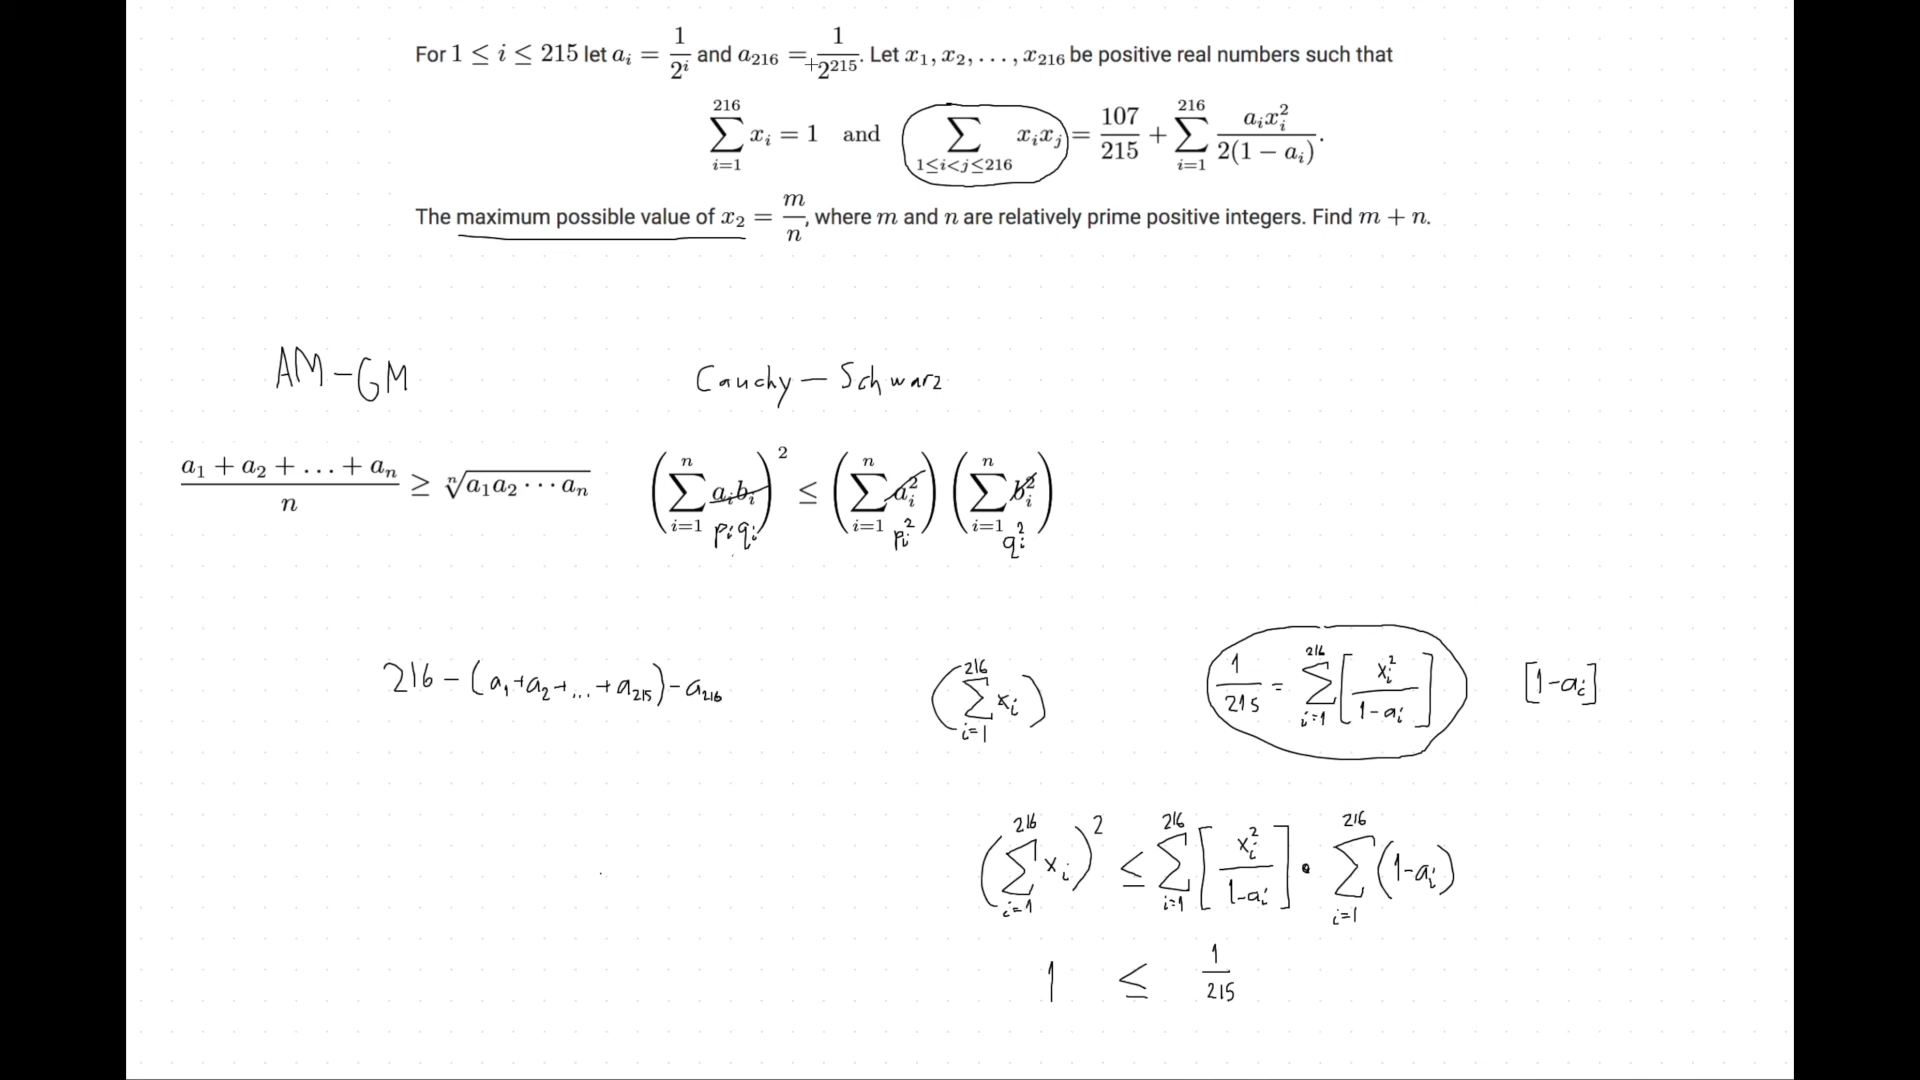 For 1 ≤ i ≤ 215 let a_i = 1/2^i and a_216 = 1/2^215. Let x_1, x_2, . . . , x_216 be positive real numbers such that
∑_{i=1}^{216} x_i = 1 and ∑_{1≤i<j≤216} x_i x_j = 107/215 + ∑_{i=1}^{216} a_i x_i^2 / 2(1 − a_i).
The maximum possible value of x_2 = m/n, where m and n are relatively prime positive integers. Find m + n.
AM-GM
Cauchy - Schwarz
(a_1 + a_2 + . . . + a_n)/n ≥ ⁿ√(a_1 a_2 · · · a_n)
(∑_{i=1}^{n} a_i b_i)^2 ≤ (∑_{i=1}^{n} a_i^2) (∑_{i=1}^{n} b_i^2)
p_i q_i p_i^2 q_i^2
216 - (a_1 + a_2 + ... + a_215) - a_216
(∑_{i=1}^{216} x_i)
1/215 = ∑_{i=1}^{216} [x_i^2 / (1-a_i)]
[1-a_i]
(∑_{i=1}^{216} x_i)^2 ≤ ∑_{i=1}^{216} [x_i^2 / (1-a_i)] · ∑_{i=1}^{216} (1-a_i)
1 ≤ 1/215